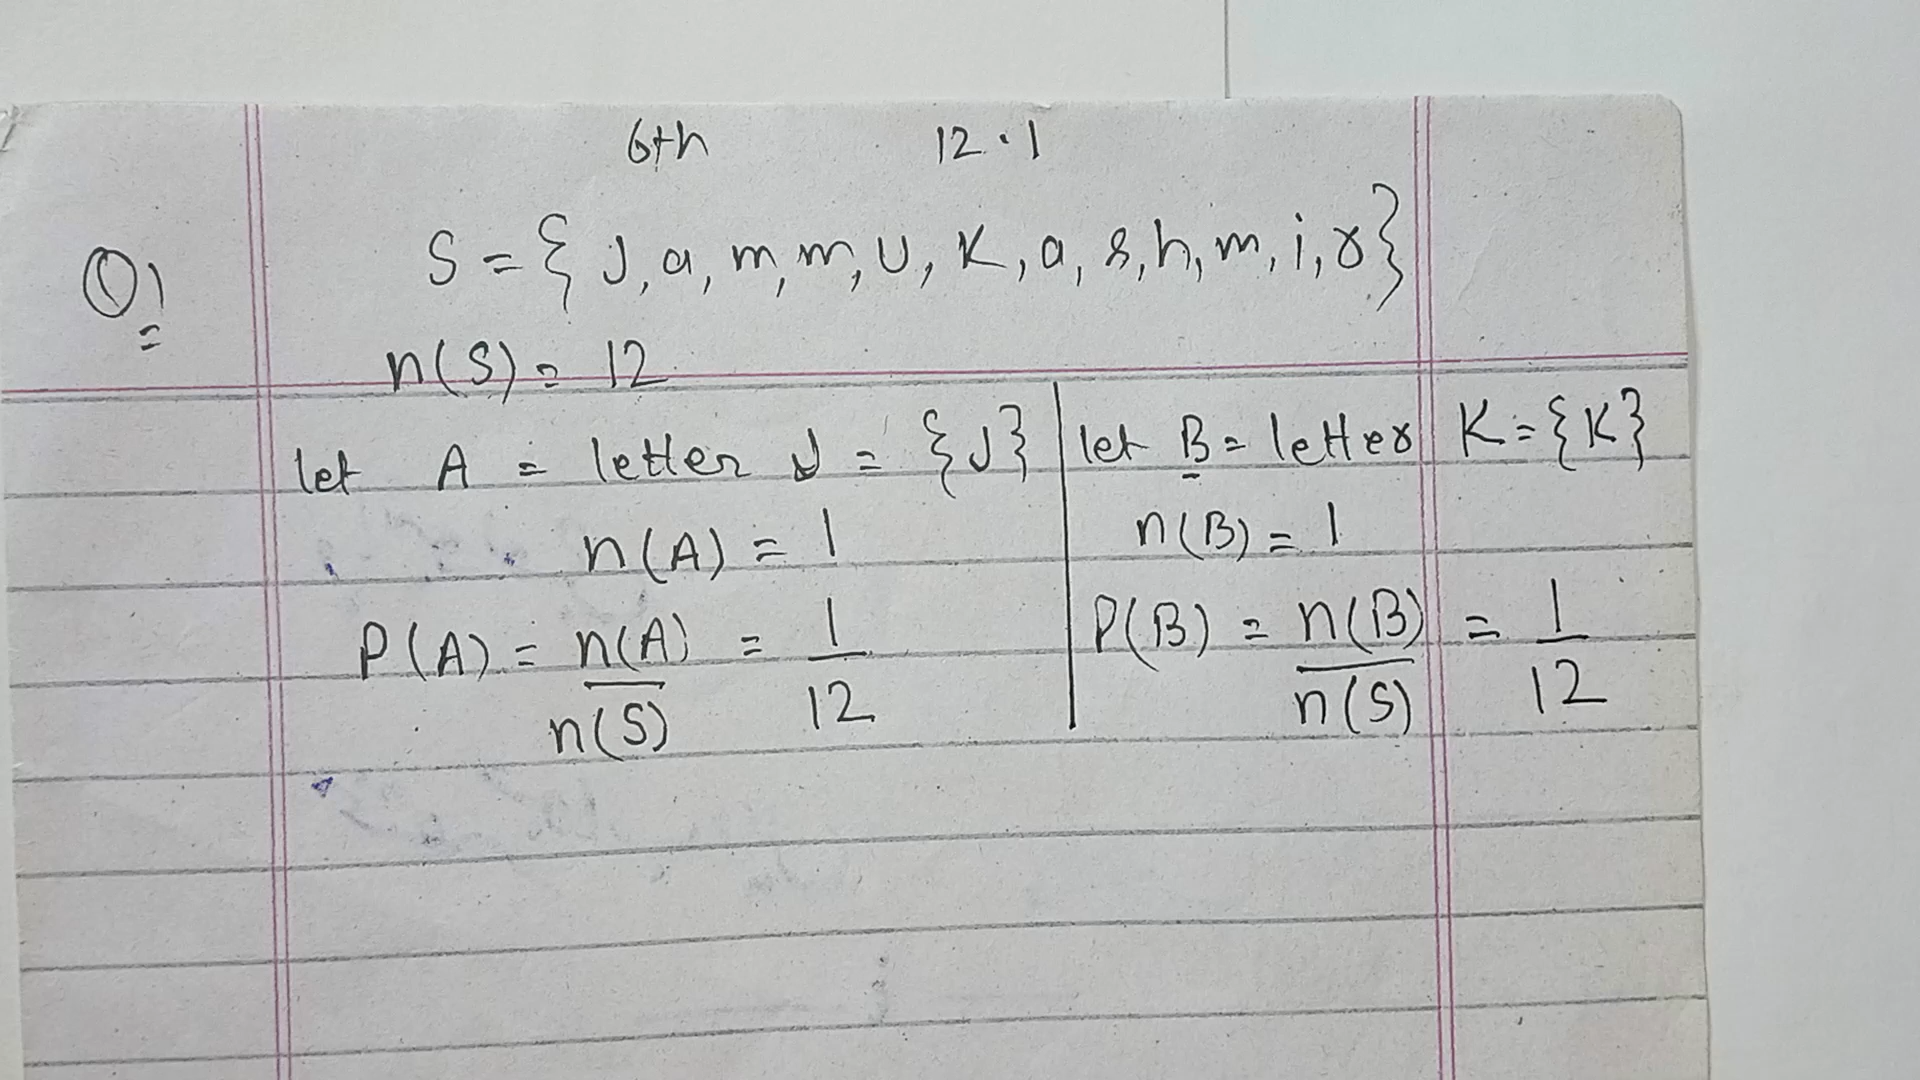 6th 12.1
Q1 S = { J, a, m, m, u, K, a, s, h, m, i, r}
n(S) = 12
let A = letter J = {J}
n(A) = 1
P(A) = n(A) / n(S) = 1 / 12
let B = letter K = {K}
n(B) = 1
P(B) = n(B) / n(S) = 1 / 12